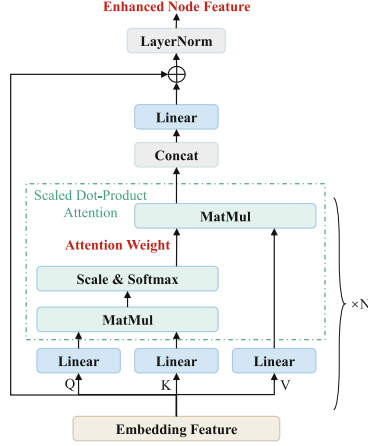 Enhanced Node Feature
LayerNorm
Linear
Concat
Scaled Dot-Product
Attention
MatMul
Attention Weight
Scale & Softmax
×N
MatMul
Linear Linear Linear
Q K V
Embedding Feature